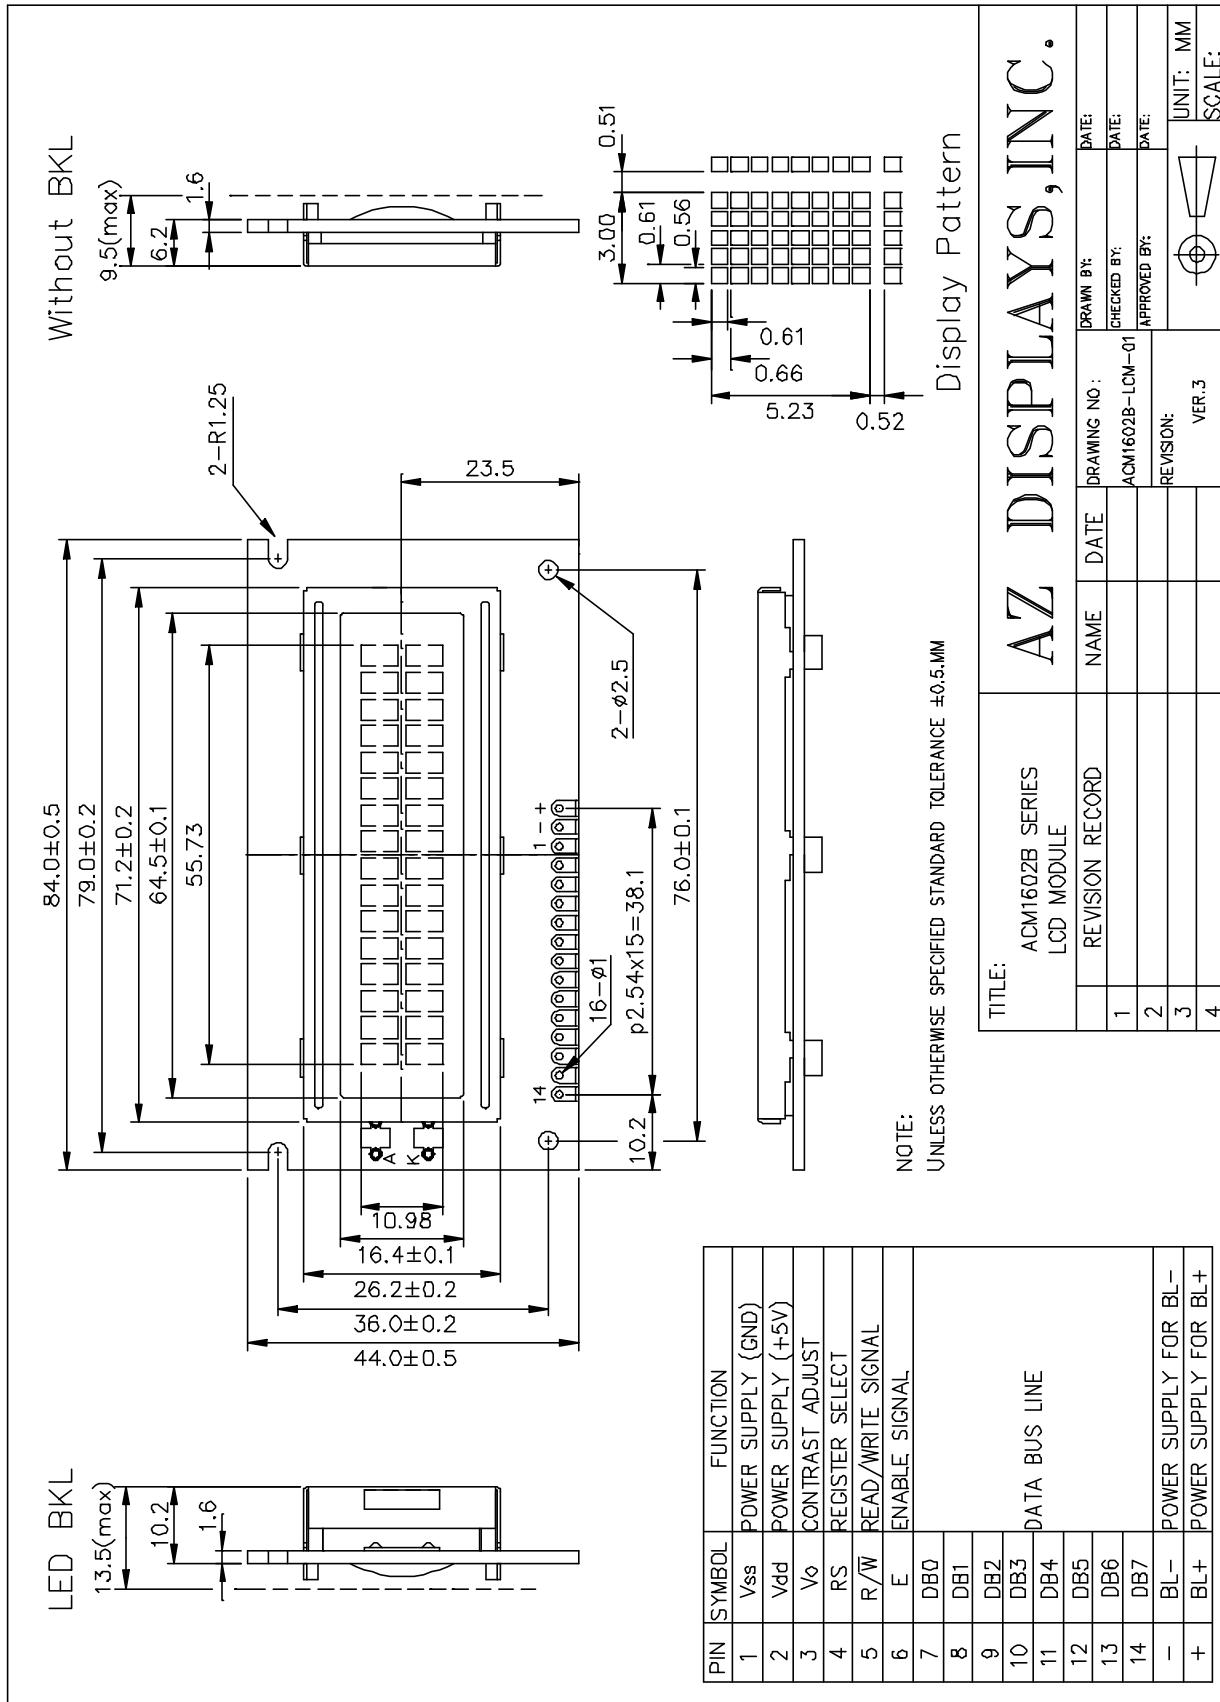 LED BKL
13.5(max)
10.2
1.6
84.0±0.5
79.0±0.2
71.2±0.2
64.5±0.1
55.73
2-R1.25
23.5
A
K
10.98
16.4±0.1
26.2±0.2
36.0±0.2
44.0±0.5
14
1 - +
16-ø1
p2.54x15=38.1
10.2
76.0±0.1
2-ø2.5
Without BKL
9.5(max)
6.2
1.6
0.51
3.00
0.61
0.56
0.61
0.66
5.23
0.52
Display Pattern
PIN SYMBOL FUNCTION
1 Vss POWER SUPPLY (GND)
2 Vdd POWER SUPPLY (+5V)
3 Vo CONTRAST ADJUST
4 RS REGISTER SELECT
5 R/W READ/WRITE SIGNAL
6 E ENABLE SIGNAL
7 DB0
8 DB1
9 DB2
10 DB3
11 DB4
12 DB5
13 DB6
14 DB7
DATA BUS LINE
- BL- POWER SUPPLY FOR BL-
+ BL+ POWER SUPPLY FOR BL+
NOTE:
UNLESS OTHERWISE SPECIFIED STANDARD TOLERANCE ±0.5.MM
TITLE:
ACM1602B SERIES
LCD MODULE
AZ DISPLAYS,INC.
REVISION RECORD NAME DATE
1
2
3
4
DRAWING NO:
ACM1602B-LCM-01
REVISION:
VER.3
DRAWN BY: DATE:
CHECKED BY: DATE:
APPROVED BY: DATE:
UNIT: MM
SCALE: